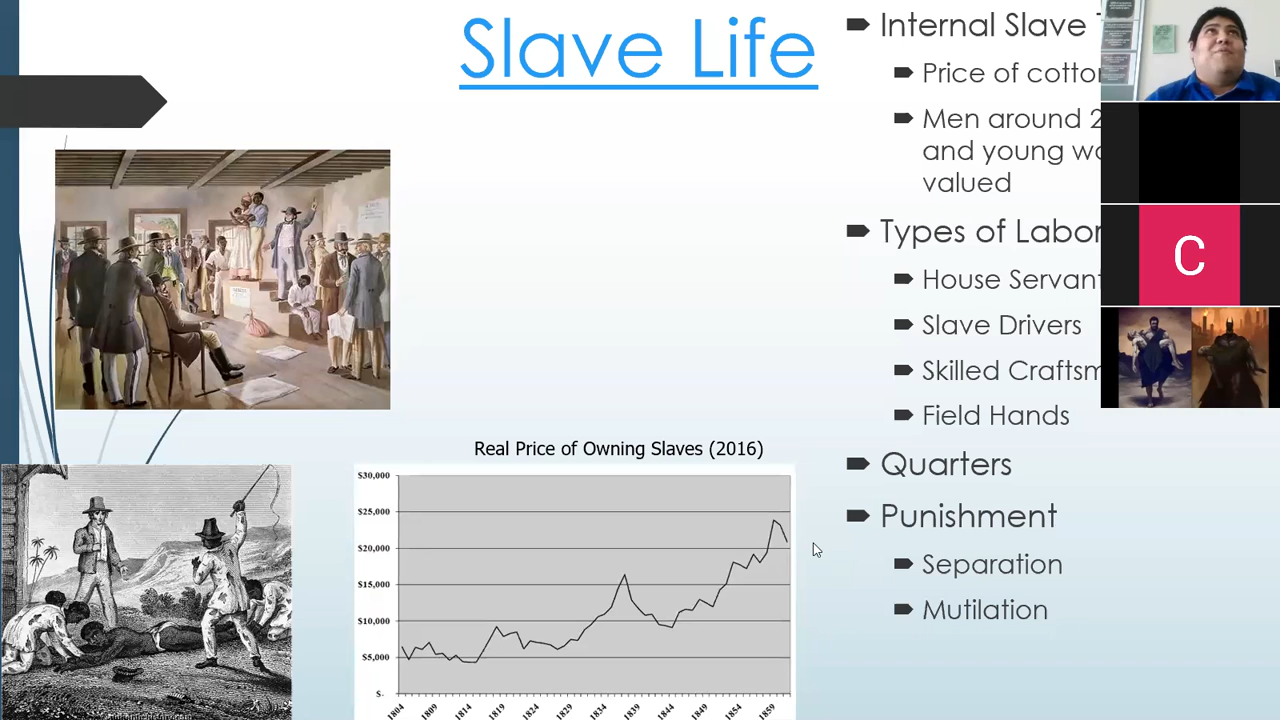 Slave Life
Internal Slave
Price of cotto
Men around 2
and young wo
valued
Types of Labor
House Servant
Slave Drivers
Skilled Craftsm
Field Hands
Quarters
Punishment
Separation
Mutilation
C
Real Price of Owning Slaves (2016)
$30,000
$25,000
$20,000
$15,000
$10,000
$5,000
$-
1804 1809 1814 1819 1824 1829 1834 1839 1844 1849 1854 1859